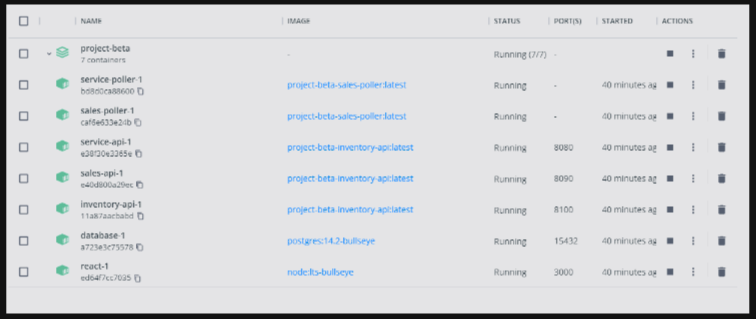 NAME IMAGE STATUS PORT(S) STARTED ACTIONS
project-beta - Running (7/7) -
7 containers
service-poller-1 project-beta-sales-poller:latest Running - 40 minutes ag
bd8d0ca88600
sales-poller-1 project-beta-sales-poller:latest Running - 40 minutes ag
caf6e633e24b
service-api-1 project-beta-inventory-api:latest Running 8080 40 minutes ag
e38f30e3365e
sales-api-1 project-beta-inventory-api:latest Running 8090 40 minutes ag
e40d800a29ec
inventory-api-1 project-beta-inventory-api:latest Running 8100 40 minutes ag
11a87aacbabd
database-1 postgres:14.2-bullseye Running 15432 40 minutes ag
a723e3c75578
react-1 node:lts-bullseye Running 3000 40 minutes ag
ed64f7cc7035